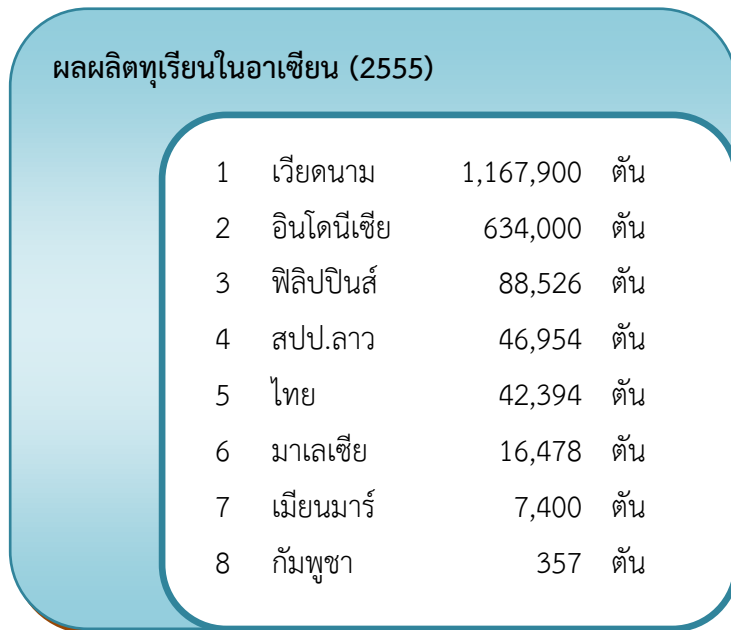 ผลผลิตทุเรียนในอาเซียน (2555)
1 เวียดนาม 1,167,900 ตัน
2 อินโดนีเซีย 634,000 ตัน
3 ฟิลิปปินส์ 88,526 ตัน
4 สปป.ลาว 46,954 ตัน
5 ไทย 42,394 ตัน
6 มาเลเซีย 16,478 ตัน
7 เมียนมาร์ 7,400 ตัน
8 กัมพูชา 357 ตัน